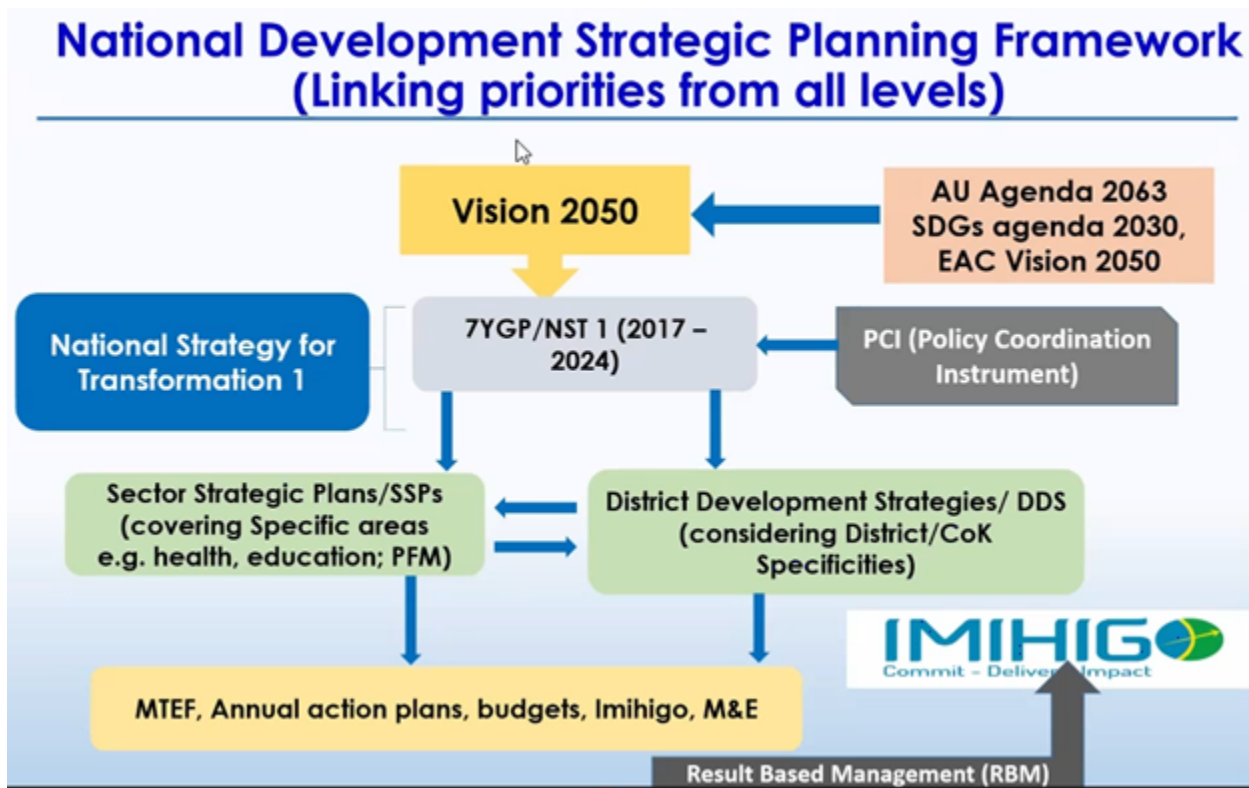 National Development Strategic Planning Framework
(Linking priorities from all levels)
Vision 2050
AU Agenda 2063
SDGs agenda 2030,
EAC Vision 2050
National Strategy for
Transformation 1
7YGP/NST 1 (2017 –
2024)
PCI (Policy Coordination
Instrument)
Sector Strategic Plans/SSPs
(covering Specific areas
e.g. health, education; PFM)
District Development Strategies/ DDS
(considering District/CoK
Specificities)
IMIHIGO
Commit – Deliver Impact
MTEF, Annual action plans, budgets, Imihigo, M&E
Result Based Management (RBM)